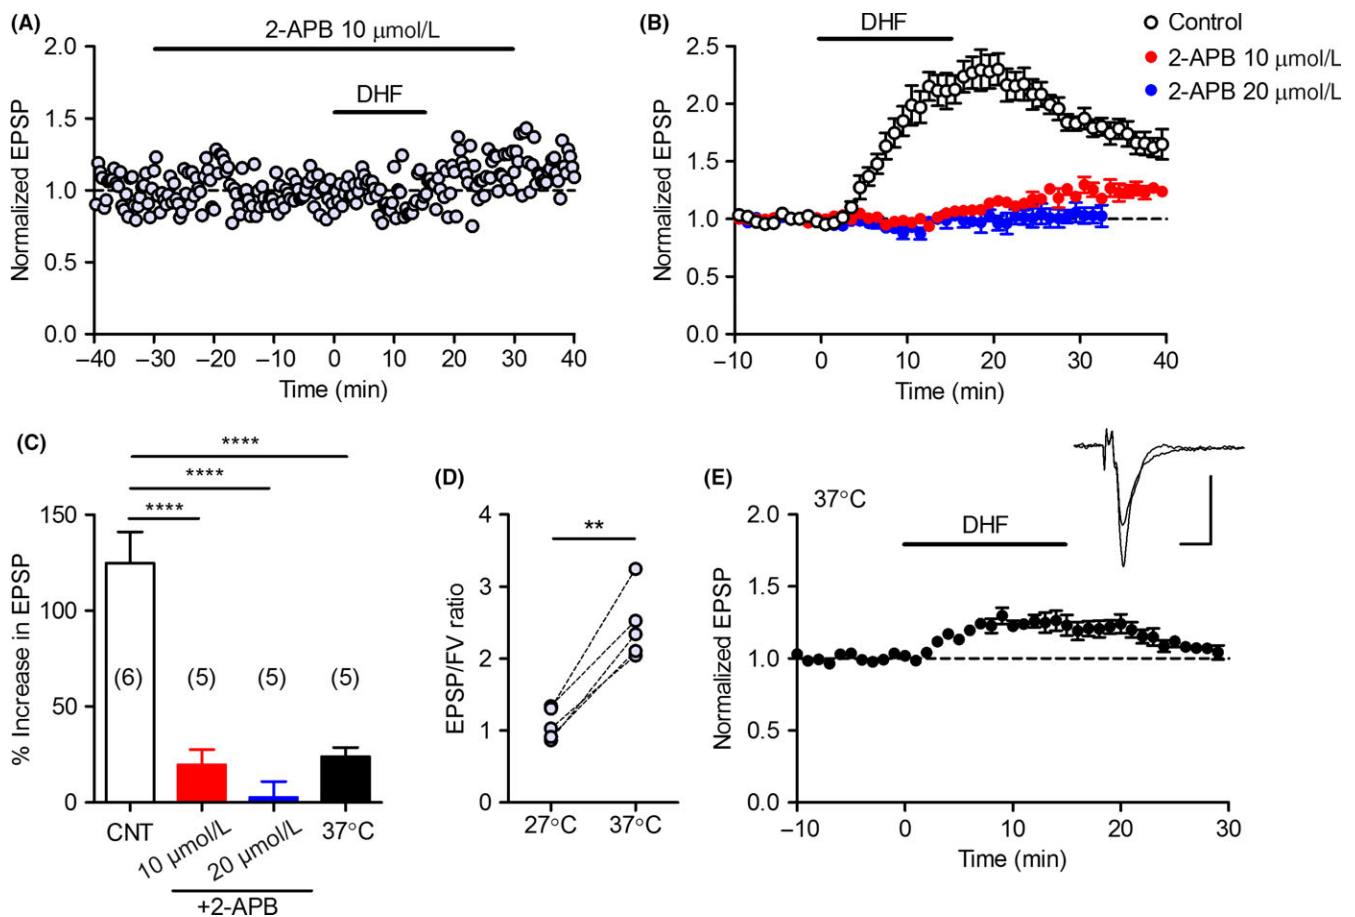 (A)
2-APB 10 μmol/L
DHF
Normalized EPSP
2.0
1.5
1.0
0.5
0.0
–40 –30 –20 –10 0 10 20 30 40
Time (min)
(B)
DHF
Control
2-APB 10 μmol/L
2-APB 20 μmol/L
Normalized EPSP
2.5
2.0
1.5
1.0
0.5
0.0
–10 0 10 20 30 40
Time (min)
(C)
****
****
****
% Increase in EPSP
150
100
50
0
(6) (5) (5) (5)
CNT 10 μmol/L 20 μmol/L 37°C
+2-APB
(D)
**
EPSP/FV ratio
4
3
2
1
0
27°C 37°C
(E)
37°C
DHF
Normalized EPSP
2.0
1.5
1.0
0.5
0.0
–10 0 10 20 30
Time (min)